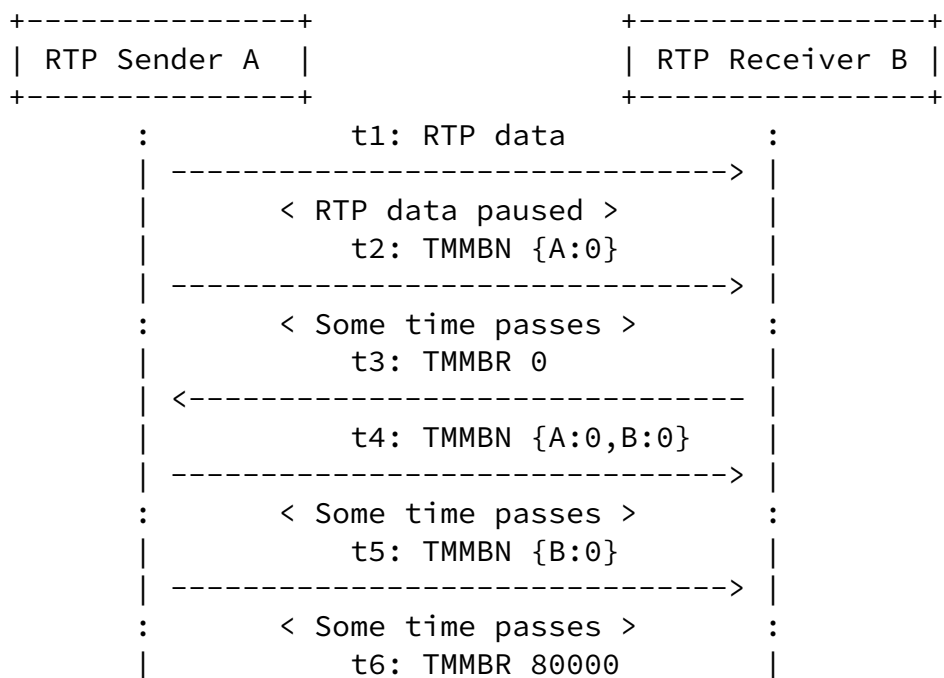 +---------------+                 +----------------+
| RTP Sender A  |                 | RTP Receiver B |
+---------------+                 +----------------+
       :           t1: RTP data           :
       | -------------------------------> |
       |       < RTP data paused >        |
       |           t2: TMMBN {A:0}        |
       | -------------------------------> |
       :       < Some time passes >       :
       |           t3: TMMBR 0            |
       | <------------------------------- |
       |           t4: TMMBN {A:0,B:0}    |
       | -------------------------------> |
       :       < Some time passes >       :
       |           t5: TMMBN {B:0}        |
       | -------------------------------> |
       :       < Some time passes >       :
       |           t6: TMMBR 80000        |